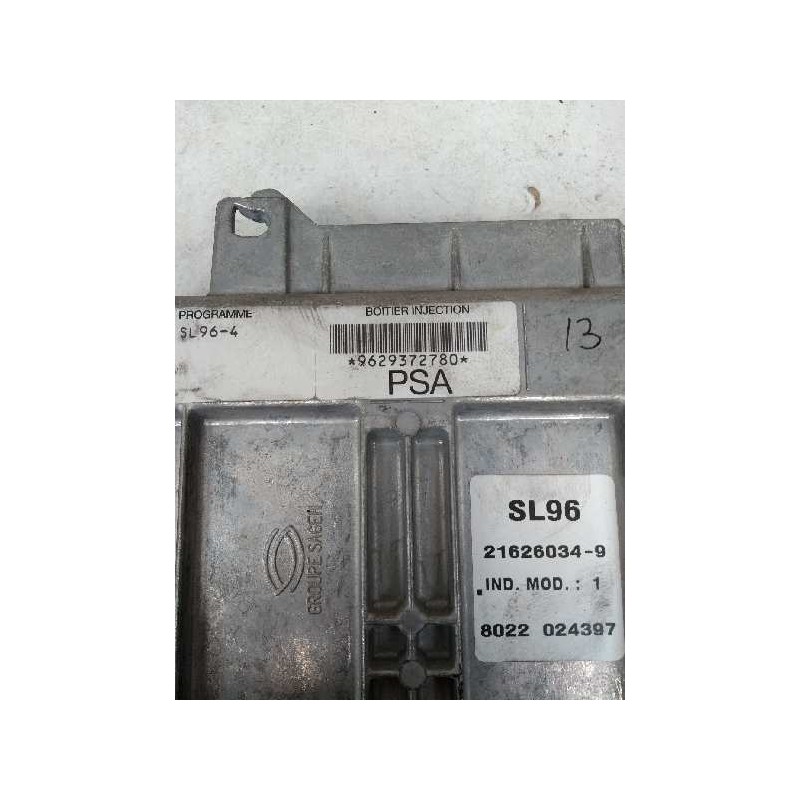 PROGRAMME
SL96-4
BOITIER INJECTION
*9629372780*
PSA
13
GROUPE SAGEM
SL96
21626034-9
.IND. MOD. : 1
8022 024397